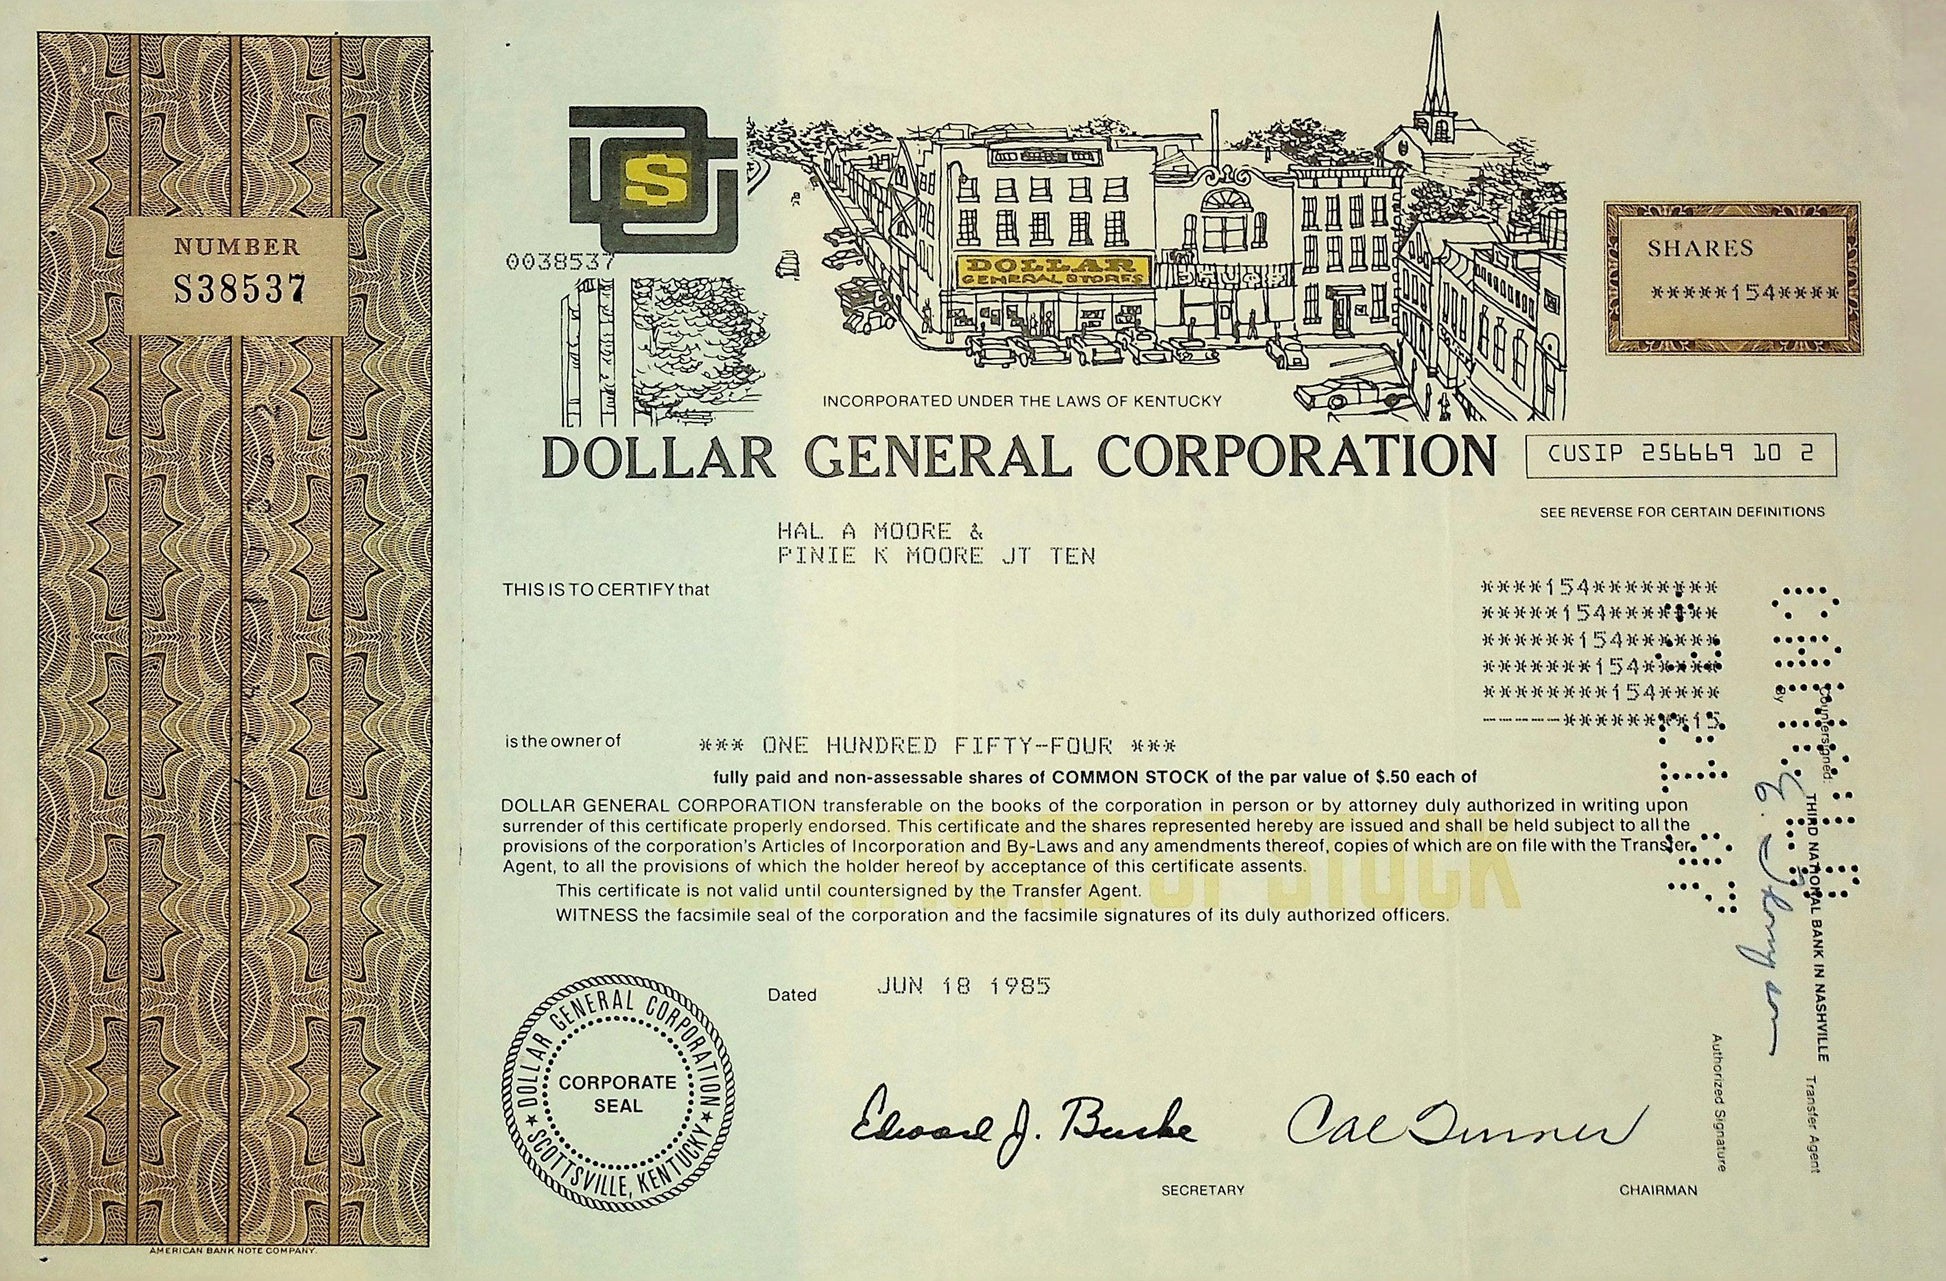 NUMBER
S38537
$
0038537
DOLLAR
GENERAL STORES
SHARES
*****154****
INCORPORATED UNDER THE LAWS OF KENTUCKY
DOLLAR GENERAL CORPORATION
CUSIP 256669 10 2
SEE REVERSE FOR CERTAIN DEFINITIONS
HAL A MOORE &
PINIE K MOORE JT TEN
THIS IS TO CERTIFY that
****154********
*****154*******
******154******
*******154*****
********154****
-----********15
is the owner of
*** ONE HUNDRED FIFTY-FOUR ***
fully paid and non-assessable shares of COMMON STOCK of the par value of $.50 each of
DOLLAR GENERAL CORPORATION transferable on the books of the corporation in person or by attorney duly authorized in writing upon
surrender of this certificate properly endorsed. This certificate and the shares represented hereby are issued and shall be held subject to all the
provisions of the corporation's Articles of Incorporation and By-Laws and any amendments thereof, copies of which are on file with the Transfer
Agent, to all the provisions of which the holder hereof by acceptance of this certificate assents.
This certificate is not valid until countersigned by the Transfer Agent.
WITNESS the facsimile seal of the corporation and the facsimile signatures of its duly authorized officers.
OF STOCK
Dated
JUN 18 1985
DOLLAR GENERAL CORPORATION
SCOTTSVILLE, KENTUCKY
CORPORATE
SEAL
Edward J. Burke
SECRETARY
Cal Turner
CHAIRMAN
Countersigned:
THIRD NATIONAL BANK IN NASHVILLE
Transfer Agent
By
Authorized Signature
AMERICAN BANK NOTE COMPANY.